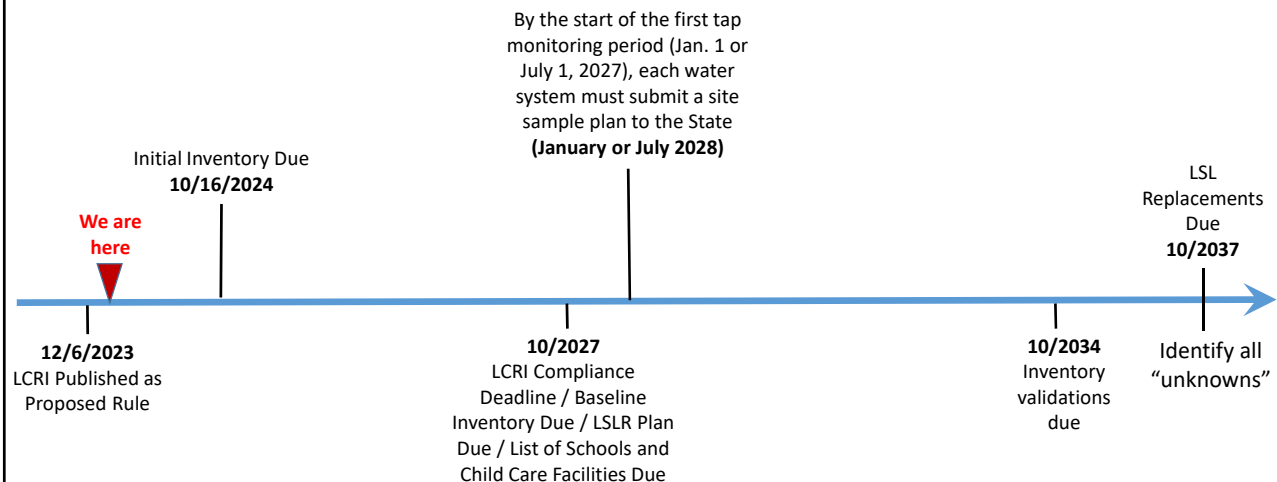 By the start of the first tap
monitoring period (Jan. 1 or
July 1, 2027), each water
system must submit a site
sample plan to the State
(January or July 2028)
Initial Inventory Due
10/16/2024
We are
here
LSL
Replacements
Due
10/2037
12/6/2023
LCRI Published as
Proposed Rule
10/2027
LCRI Compliance
Deadline / Baseline
Inventory Due / LSLR Plan
Due / List of Schools and
Child Care Facilities Due
10/2034
Inventory
validations
due
Identify all
“unknowns”